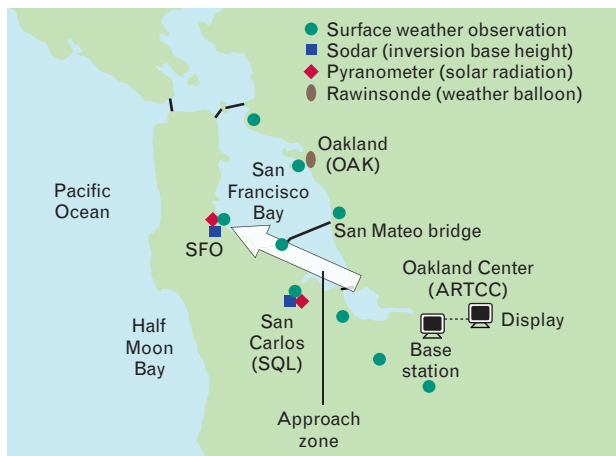 Surface weather observation
Sodar (inversion base height)
Pyranometer (solar radiation)
Rawinsonde (weather balloon)
Oakland
(OAK)
San
Francisco
Bay
Pacific
Ocean
San Mateo bridge
SFO
Oakland Center
(ARTCC)
Display
Half
Moon
Bay
San
Carlos
(SQL)
Base
station
Approach
zone